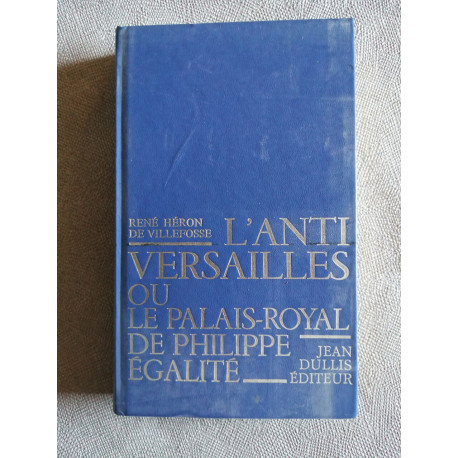 RENÉ HÉRON
DE VILLEFOSSE
L'ANTI
VERSAILLES
OU
LE PALAIS-ROYAL
DE PHILIPPE
ÉGALITÉ
JEAN
DULLIS
ÉDITEUR